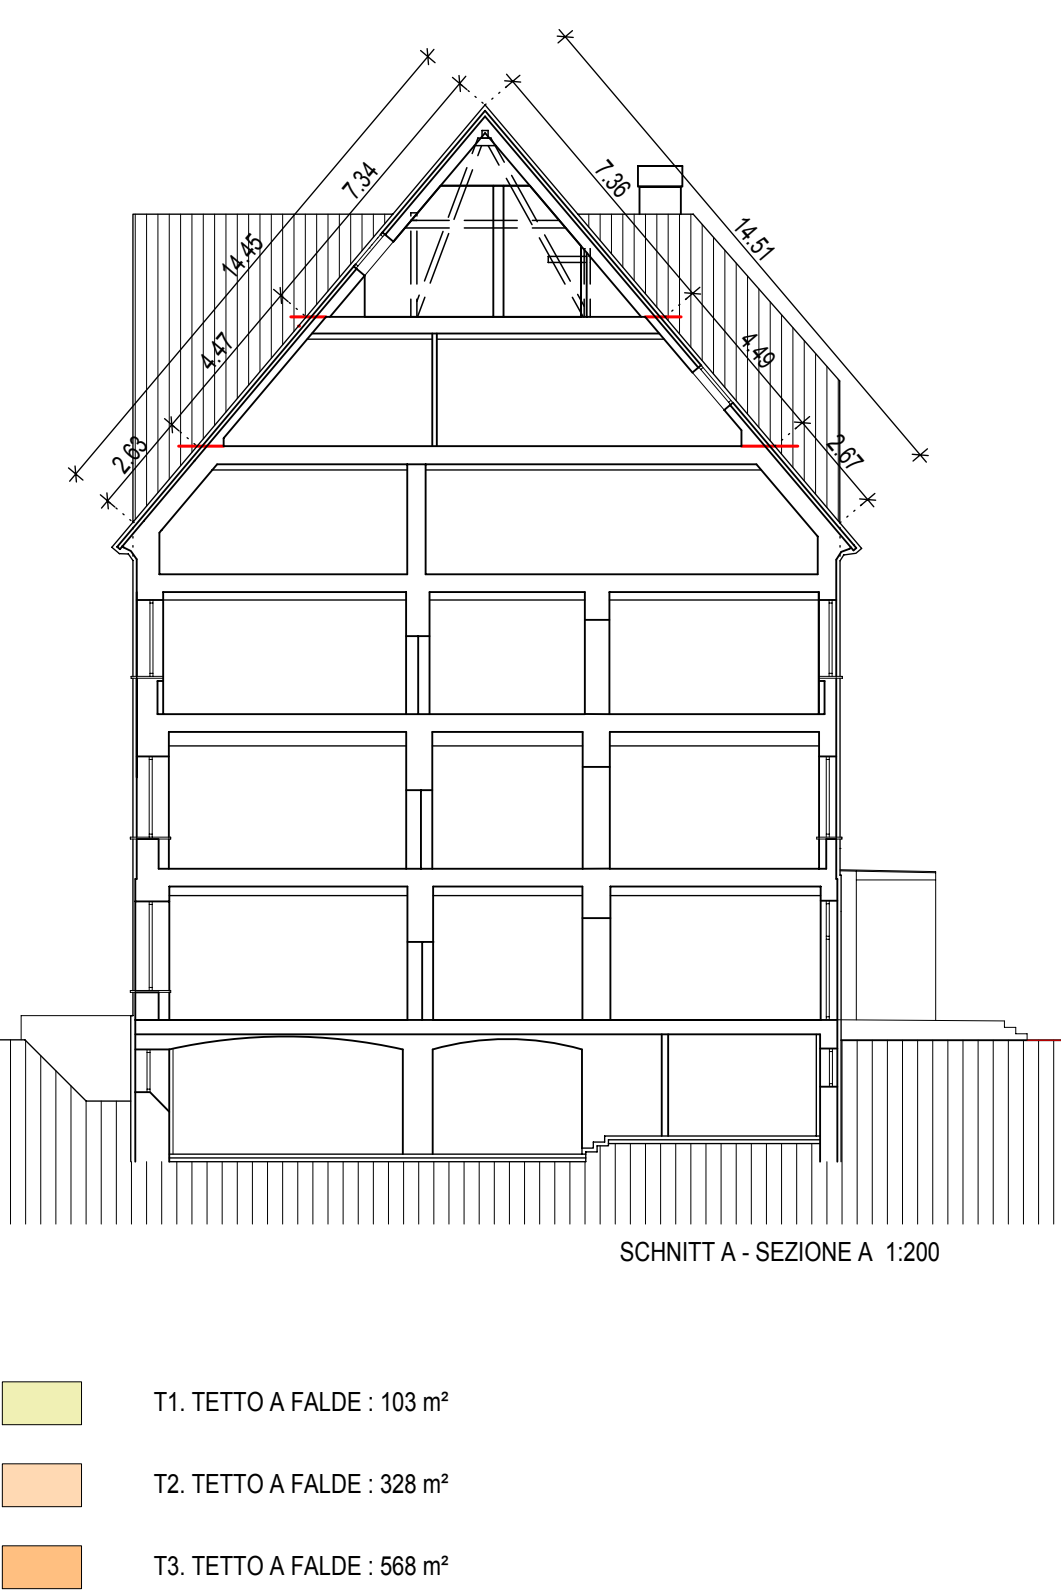 7.34
7.36
14.45
14.51
4.47
4.49
2.63
2.67
SCHNITT A - SEZIONE A 1:200
T1. TETTO A FALDE : 103 m²
T2. TETTO A FALDE : 328 m²
T3. TETTO A FALDE : 568 m²